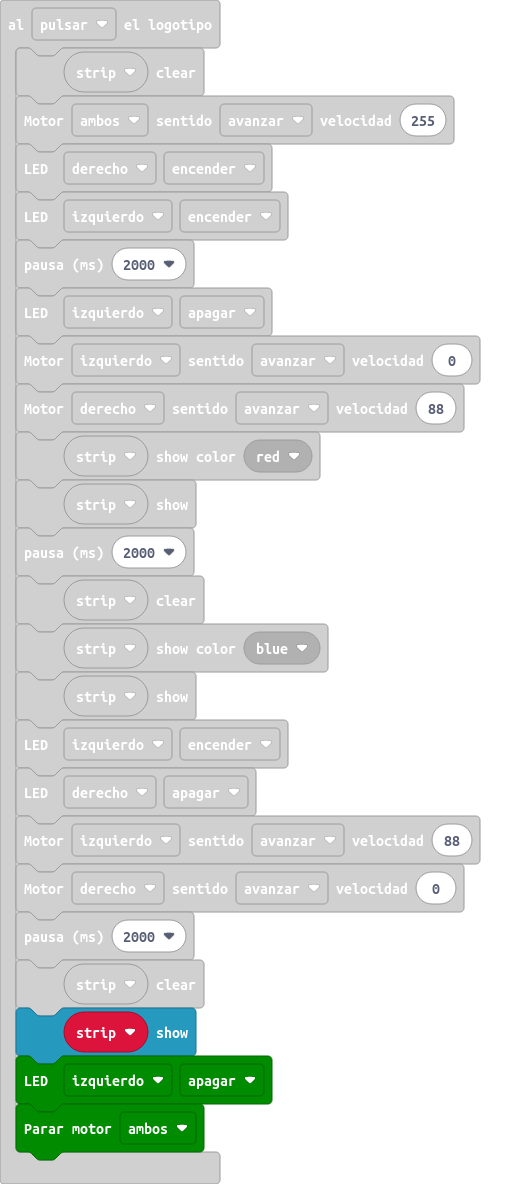 al pulsar el logotipo
strip clear
Motor ambos sentido avanzar velocidad 255
LED derecho encender
LED izquierdo encender
pausa (ms) 2000
LED izquierdo apagar
Motor izquierdo sentido avanzar velocidad 0
Motor derecho sentido avanzar velocidad 88
strip show color red
strip show
pausa (ms) 2000
strip clear
strip show color blue
strip show
LED izquierdo encender
LED derecho apagar
Motor izquierdo sentido avanzar velocidad 88
Motor derecho sentido avanzar velocidad 0
pausa (ms) 2000
strip clear
strip show
LED izquierdo apagar
Parar motor ambos